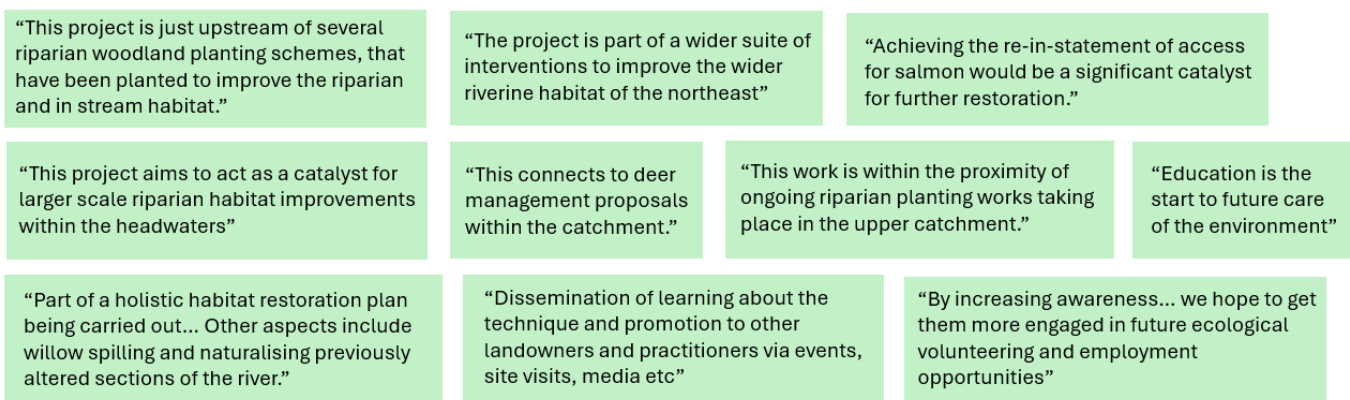 “This project is just upstream of several
riparian woodland planting schemes, that
have been planted to improve the riparian
and in stream habitat.”
“The project is part of a wider suite of
interventions to improve the wider
riverine habitat of the northeast”
“Achieving the re-in-statement of access
for salmon would be a significant catalyst
for further restoration.”
“This project aims to act as a catalyst for
larger scale riparian habitat improvements
within the headwaters”
“This connects to deer
management proposals
within the catchment.”
“This work is within the proximity of
ongoing riparian planting works taking
place in the upper catchment.”
“Education is the
start to future care
of the environment”
“Part of a holistic habitat restoration plan
being carried out... Other aspects include
willow spilling and naturalising previously
altered sections of the river.”
“Dissemination of learning about the
technique and promotion to other
landowners and practitioners via events,
site visits, media etc”
“By increasing awareness... we hope to get
them more engaged in future ecological
volunteering and employment
opportunities”